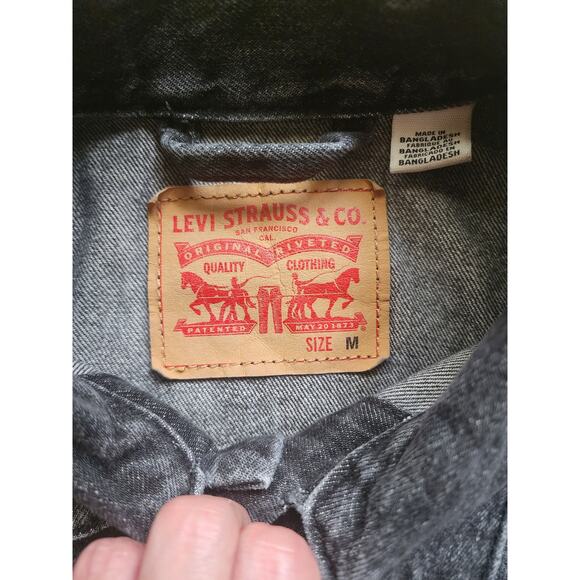 MADE IN
BANGLADESH
FABRIQUE AU
BANGLADESH
FABRICADO EN
BANGLADESH
LEVI STRAUSS & CO.
SAN FRANCISCO
CAL.
ORIGINAL RIVETED
QUALITY CLOTHING
PATENTED MAY 20 1873
SIZE M